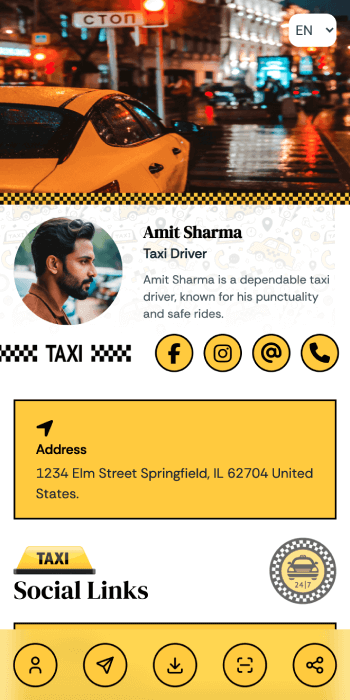 СТОП
EN
Amit Sharma
Taxi Driver
Amit Sharma is a dependable taxi
driver, known for his punctuality
and safe rides.
TAXI
Address
1234 Elm Street Springfield, IL 62704 United
States.
TAXI
Social Links
24|7